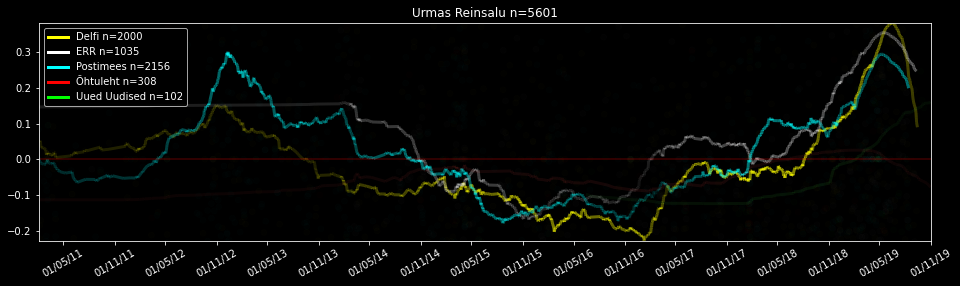 Urmas Reinsalu n=5601
Delfi n=2000
ERR n=1035
Postimees n=2156
Õhtuleht n=308
Uued Uudised n=102
0.3
0.2
0.1
0.0
−0.1
−0.2
01/05/11 01/11/11 01/05/12 01/11/12 01/05/13 01/11/13 01/05/14 01/11/14 01/05/15 01/11/15 01/05/16 01/11/16 01/05/17 01/11/17 01/05/18 01/11/18 01/05/19 01/11/19